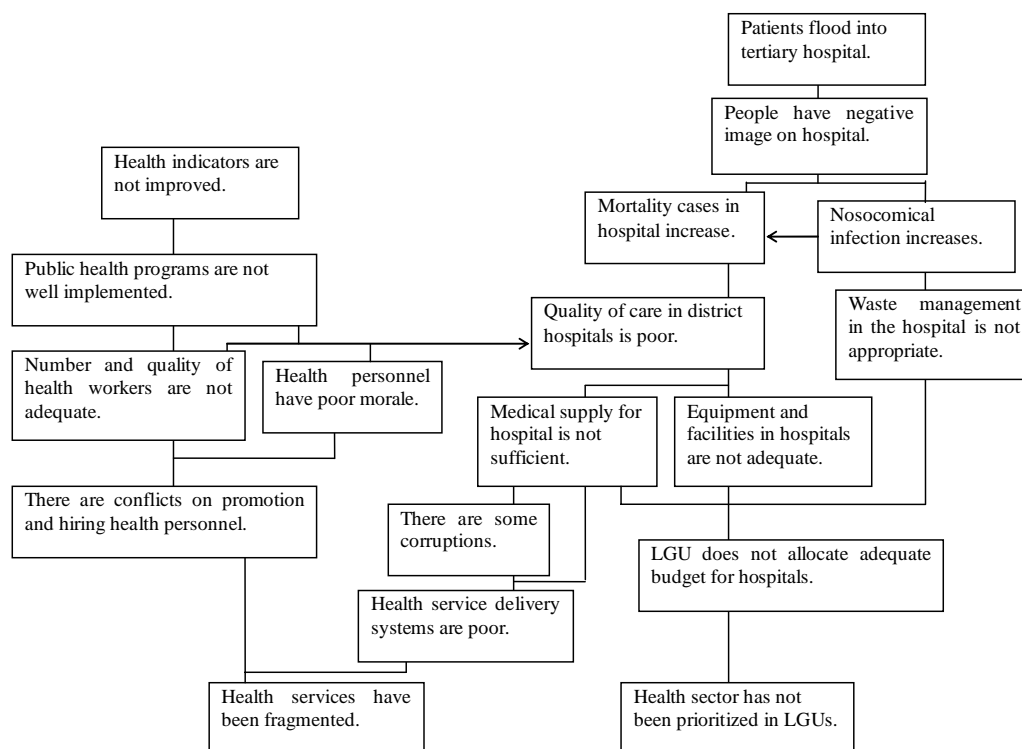 Patients flood into
tertiary hospital.
People have negative
image on hospital.
Health indicators are
not improved.
Mortality cases in
hospital increase.
Nosocomical
infection increases.
Public health programs are not
well implemented.
Quality of care in district
hospitals is poor.
Waste management
in the hospital is not
appropriate.
Number and quality of
health workers are not
adequate.
Health personnel
have poor morale.
Medical supply for
hospital is not
sufficient.
Equipment and
facilities in hospitals
are not adequate.
There are conflicts on promotion
and hiring health personnel.
There are some
corruptions.
LGU does not allocate adequate
budget for hospitals.
Health service delivery
systems are poor.
Health services have
been fragmented.
Health sector has not
been prioritized in LGUs.